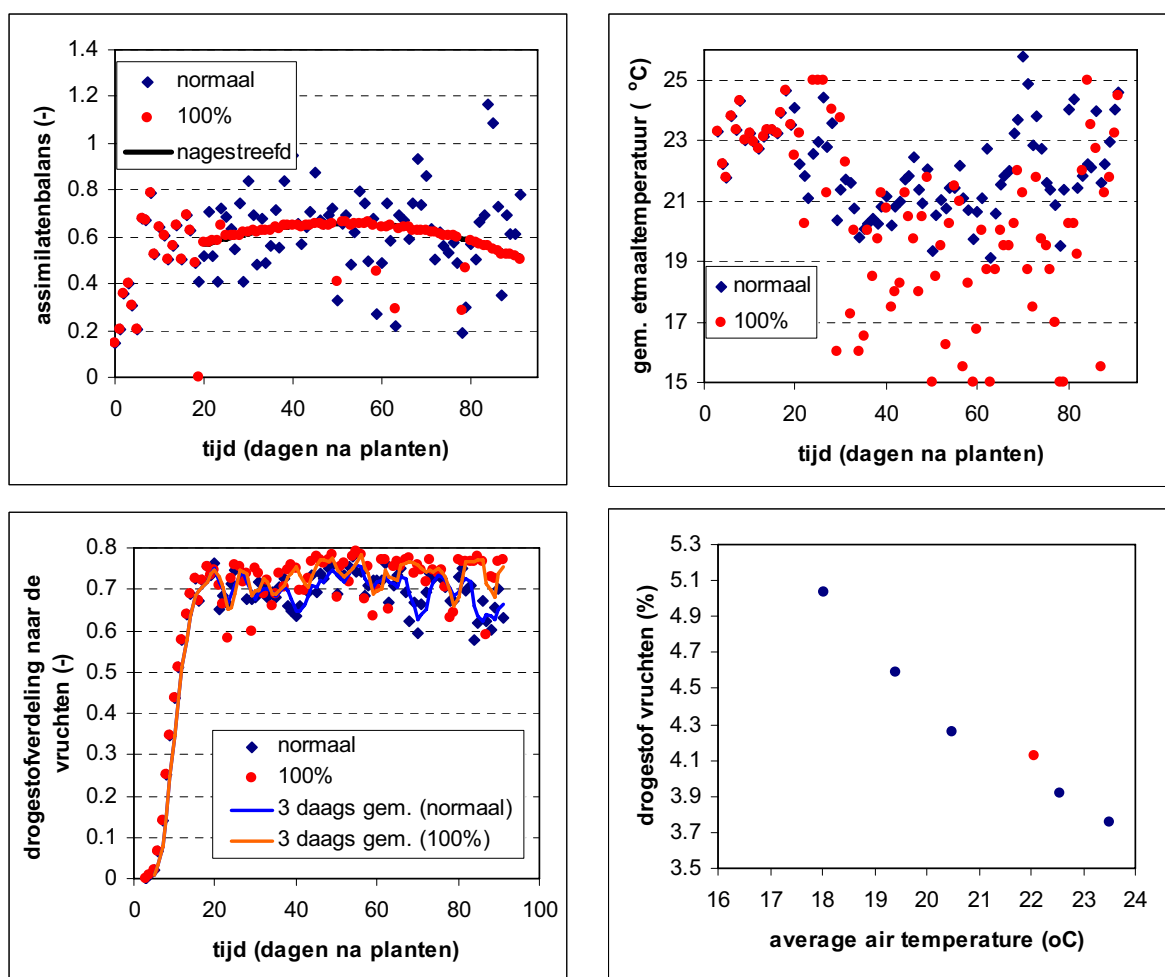 1.4
1.2
1
0.8
0.6
0.4
0.2
0
assimilatenbalans (-)
normaal
100%
nagestreefd
0 20 40 60 80 100
tijd (dagen na planten)
25
23
21
19
17
15
gem. etmaaltemperatuur ( ºC)
normaal
100%
0 20 40 60 80
tijd (dagen na planten)
0.8
0.7
0.6
0.5
0.4
0.3
0.2
0.1
0
drogestofverdeling naar de
vruchten (-)
normaal
100%
3 daags gem. (normaal)
3 daags gem. (100%)
0 20 40 60 80 100
tijd (dagen na planten)
5.3
5.1
4.9
4.7
4.5
4.3
4.1
3.9
3.7
3.5
drogestof vruchten (%)
16 17 18 19 20 21 22 23 24
average air temperature (oC)